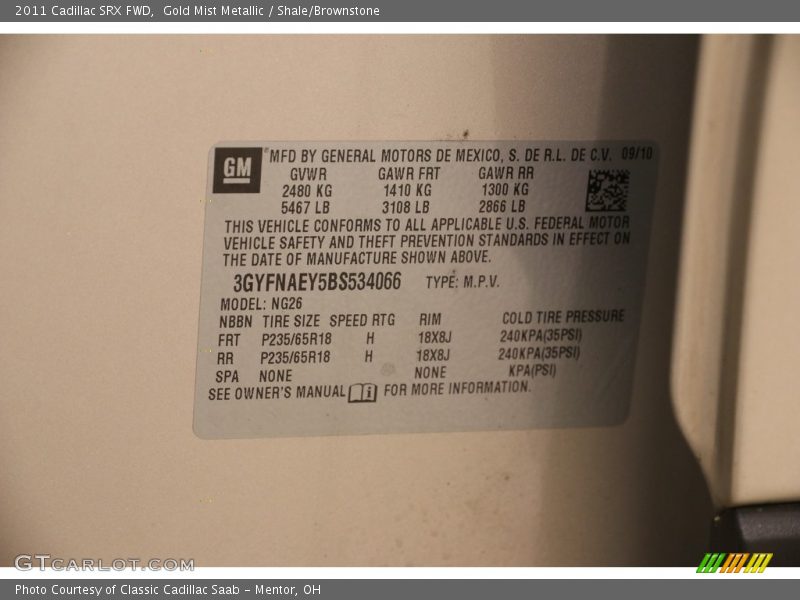 2011 Cadillac SRX FWD,  Gold Mist Metallic / Shale/Brownstone
GM
MFD BY GENERAL MOTORS DE MEXICO, S. DE R.L. DE C.V. 09/10
GVWR GAWR FRT GAWR RR
2480 KG 1410 KG 1300 KG
5467 LB 3108 LB 2866 LB
THIS VEHICLE CONFORMS TO ALL APPLICABLE U.S. FEDERAL MOTOR
VEHICLE SAFETY AND THEFT PREVENTION STANDARDS IN EFFECT ON
THE DATE OF MANUFACTURE SHOWN ABOVE.
3GYFNAEY5BS534066 TYPE: M.P.V.
MODEL: NG26
NBBN TIRE SIZE SPEED RTG RIM COLD TIRE PRESSURE
FRT P235/65R18 H 18X8J 240KPA(35PSI)
RR P235/65R18 H 18X8J 240KPA(35PSI)
SPA NONE NONE KPA(PSI)
SEE OWNER'S MANUAL i FOR MORE INFORMATION.
GTCARLOT.COM
Photo Courtesy of Classic Cadillac Saab – Mentor, OH